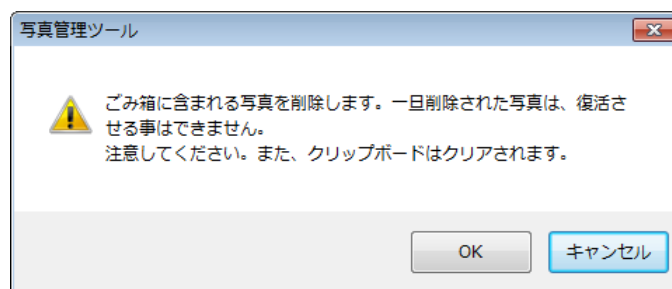 写真管理ツール
ごみ箱に含まれる写真を削除します。一旦削除された写真は、復活さ
せる事はできません。
注意してください。また、クリップボードはクリアされます。
OK
キャンセル